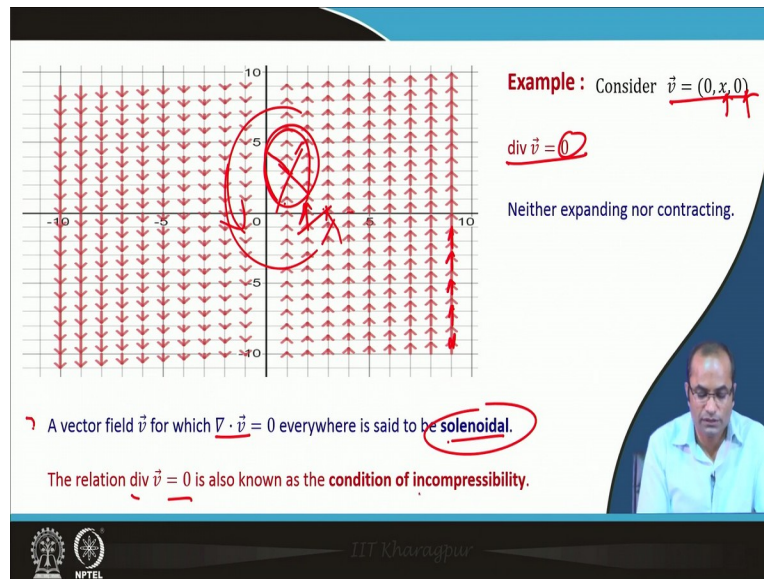 10
Example : Consider v⃗ = (0, x, 0)
5
div v⃗ = 0
-10 -5 0 5 10
Neither expanding nor contracting.
-5
-10
A vector field v⃗ for which ∇ · v⃗ = 0 everywhere is said to be solenoidal.
The relation div v⃗ = 0 is also known as the condition of incompressibility.
IIT Kharagpur
NPTEL